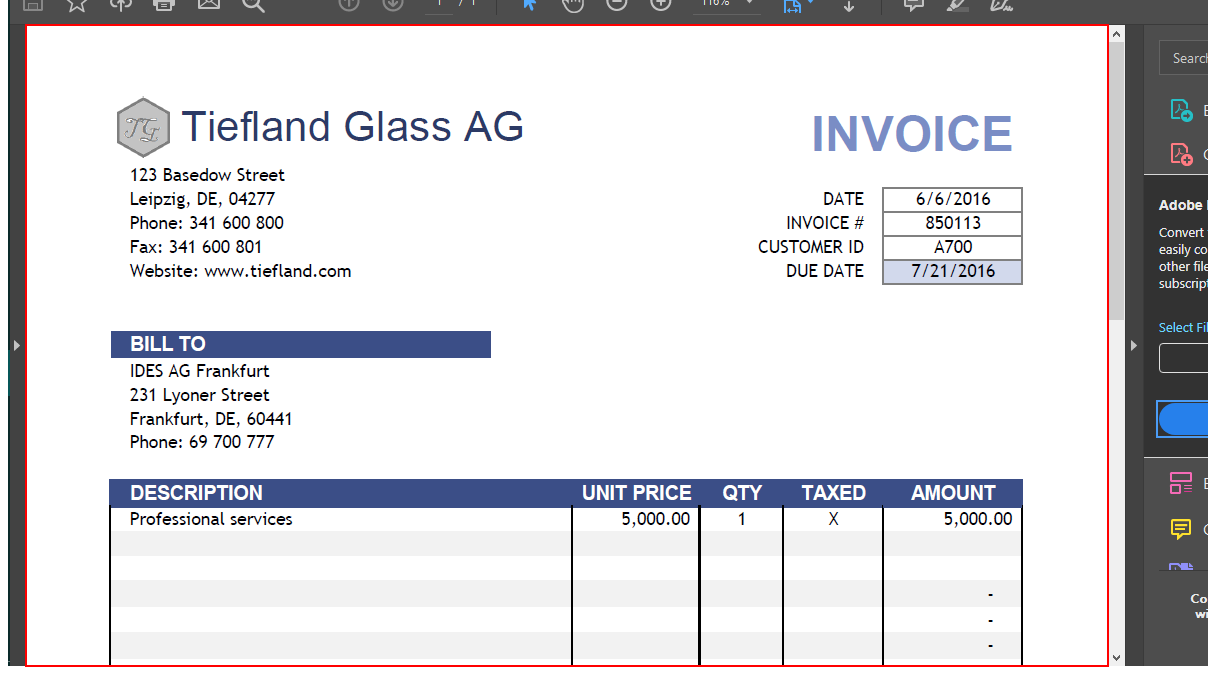 1 / 1
116%
TG Tiefland Glass AG
INVOICE
123 Basedow Street
Leipzig, DE, 04277
Phone: 341 600 800
Fax: 341 600 801
Website: www.tiefland.com
DATE 6/6/2016
INVOICE # 850113
CUSTOMER ID A700
DUE DATE 7/21/2016
BILL TO
IDES AG Frankfurt
231 Lyoner Street
Frankfurt, DE, 60441
Phone: 69 700 777
DESCRIPTION UNIT PRICE QTY TAXED AMOUNT
Professional services 5,000.00 1 X 5,000.00
-
-
-
Search
Adobe
Convert
easily co
other file
subscript
Select Fil
Co
wi